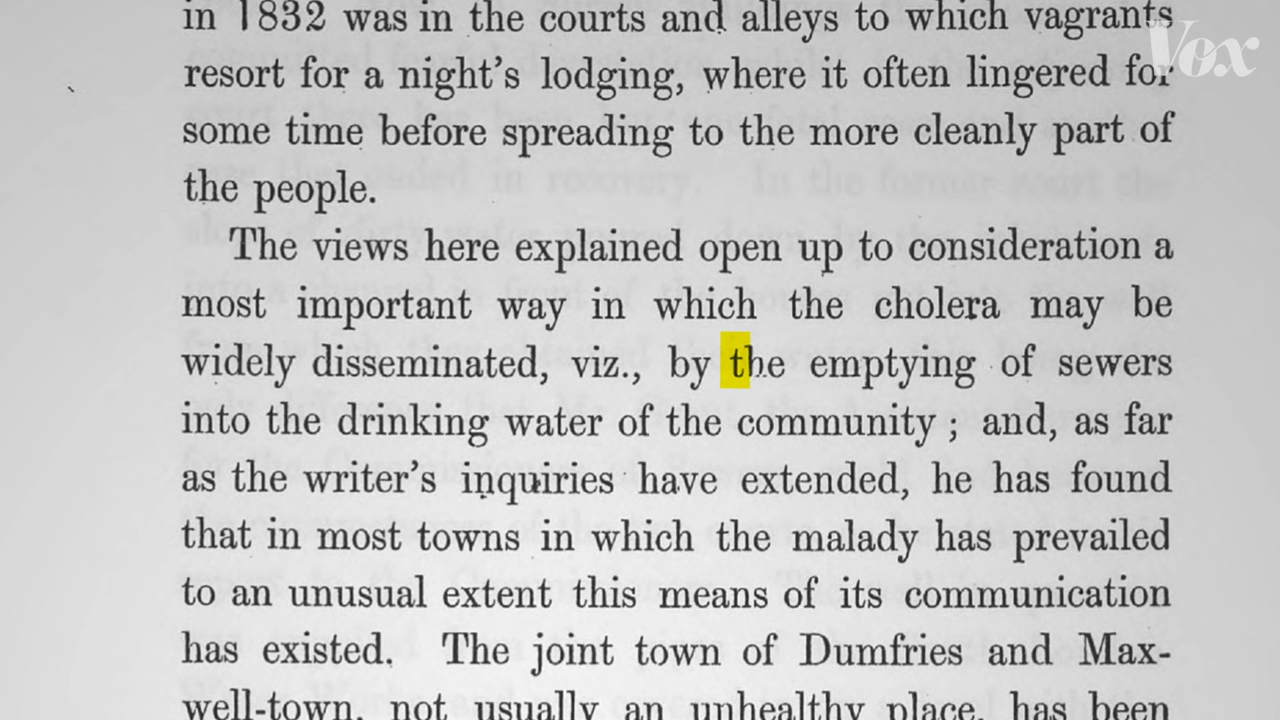 in 1832 was in the courts and alleys to which vagrants
Vox
resort for a night's lodging, where it often lingered for
some time before spreading to the more cleanly part of
the people.
The views here explained open up to consideration a
most important way in which the cholera may be
widely disseminated, viz., by the emptying of sewers
into the drinking water of the community ; and, as far
as the writer's inquiries have extended, he has found
that in most towns in which the malady has prevailed
to an unusual extent this means of its communication
has existed. The joint town of Dumfries and Max-
well-town, not usually an unhealthy place, has been